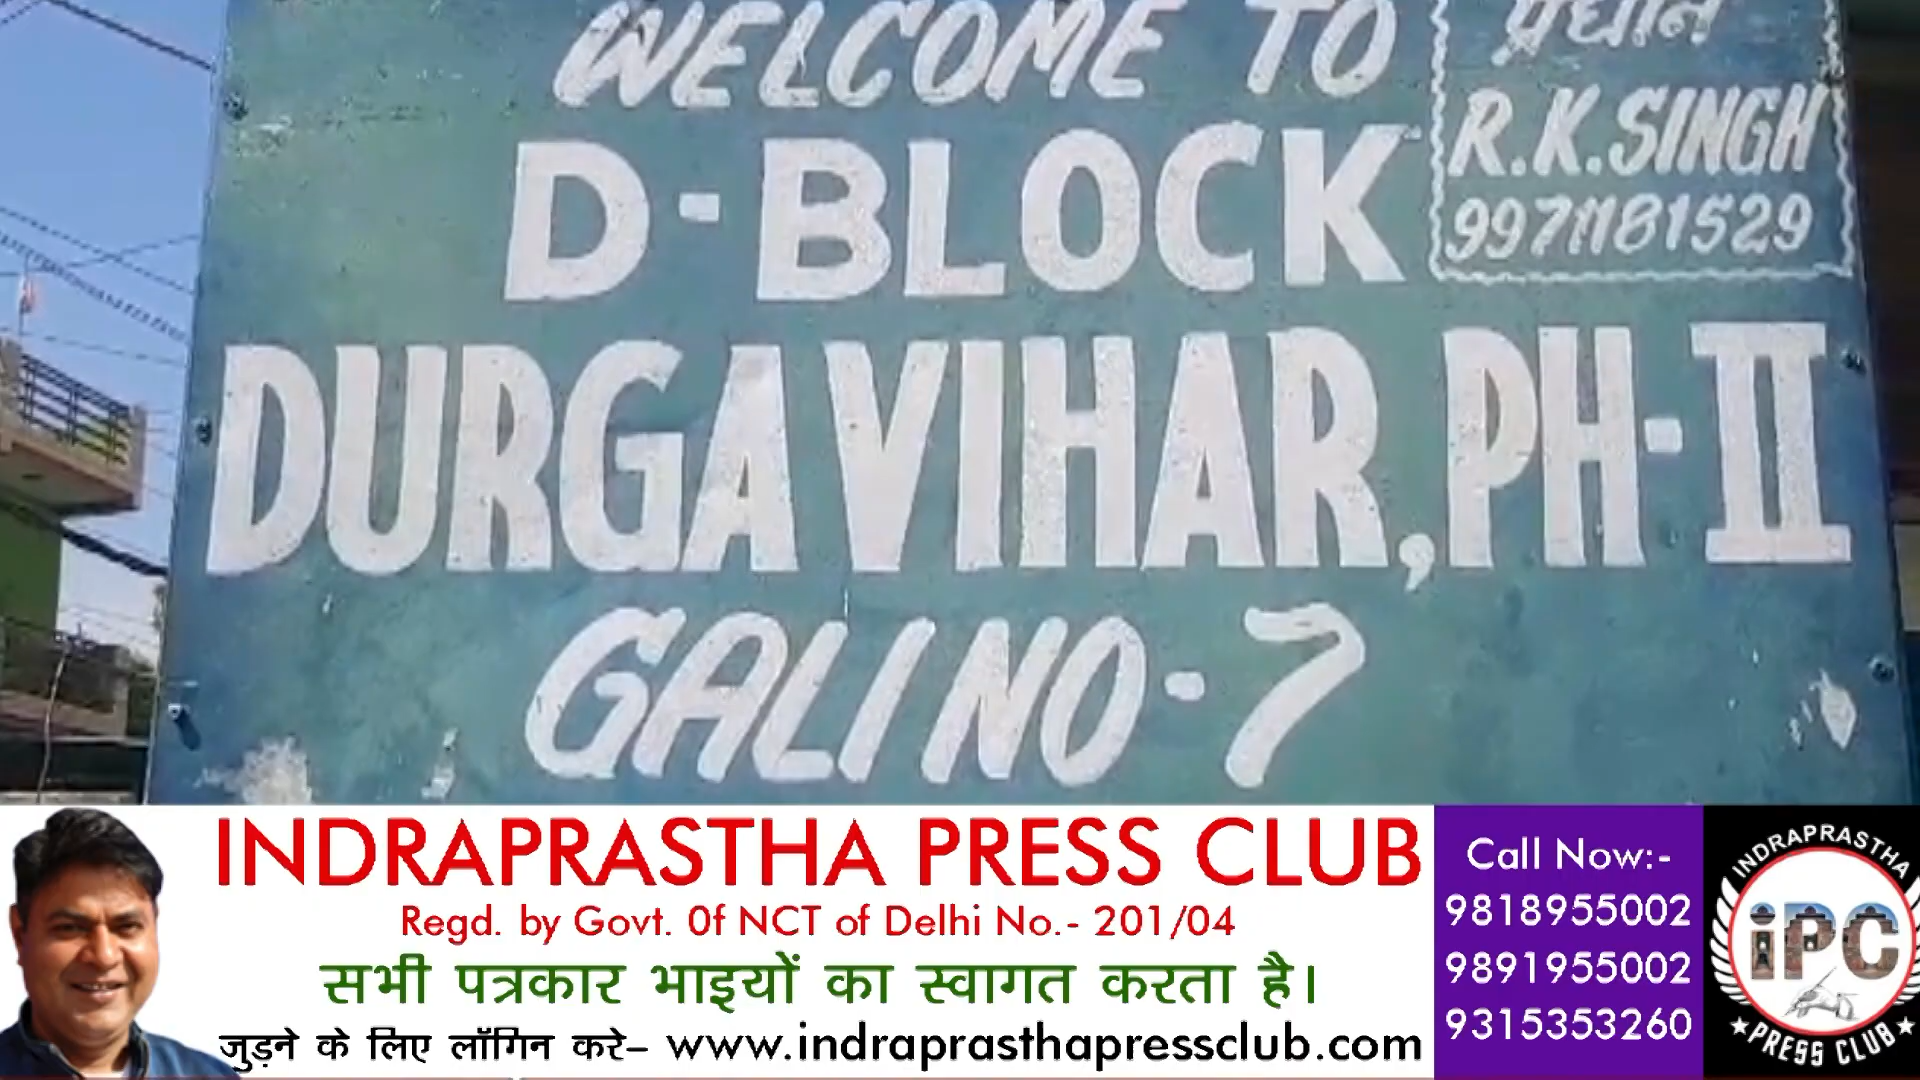 WELCOME TO
D-BLOCK
DURGA VIHAR, PH-II
GALI NO-7
प्रधान
R.K.SINGH
9971181529
INDRAPRASTHA PRESS CLUB
Regd. by Govt. 0f NCT of Delhi No.- 201/04
सभी पत्रकार भाइयों का स्वागत करता है।
जुड़ने के लिए लॉगिन करे– www.indraprasthapressclub.com
Call Now:-
9818955002
9891955002
9315353260
INDRAPRASTHA
iPC
★PRESS CLUB★